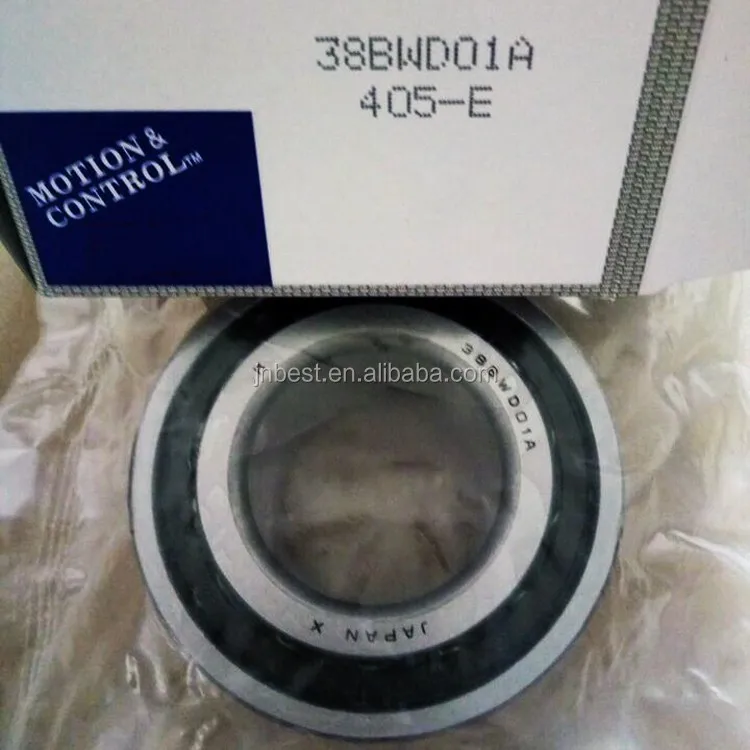 38BWD01A
405-E
MOTION &
CONTROL™
38BWD01A
jnbest.en.alibaba.com
JAPAN X